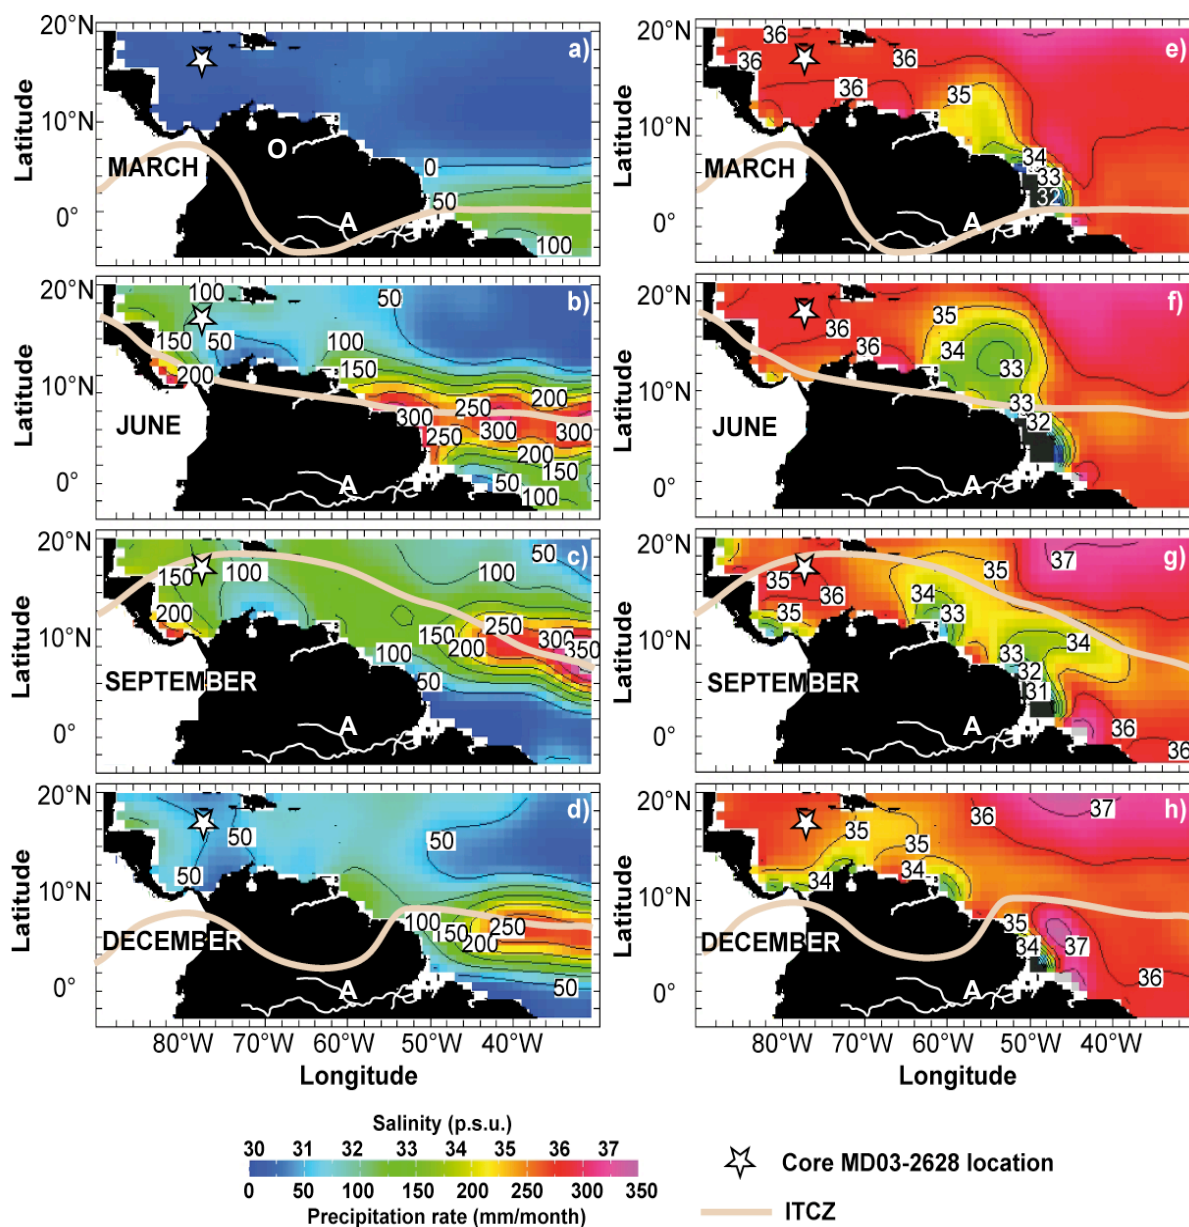 20°N
10°N
0°
Latitude
MARCH
O
A
0
50
100
a)
20°N
10°N
0°
Latitude
MARCH
A
36
36
36
36
35
34
33
32
e)
20°N
10°N
0°
Latitude
JUNE
A
100
50
150
50
200
100
150
200
250
300
300
250
300
200
150
50
100
b)
20°N
10°N
0°
Latitude
JUNE
A
35
36
36
34
33
33
32
f)
20°N
10°N
0°
Latitude
SEPTEMBER
A
50
150
100
100
200
250
150
200
300
350
100
50
c)
20°N
10°N
0°
Latitude
SEPTEMBER
A
37
35
35
36
34
35
33
34
33
32
31
36
36
g)
20°N
10°N
0°
Latitude
DECEMBER
A
50
50
50
100
150
250
200
50
d)
20°N
10°N
0°
Latitude
DECEMBER
A
37
36
35
35
34
34
35
34
37
36
h)
80°W 70°W 60°W 50°W 40°W
Longitude
80°W 70°W 60°W 50°W 40°W
Longitude
Salinity (p.s.u.)
30 31 32 33 34 35 36 37
0 50 100 150 200 250 300 350
Precipitation rate (mm/month)
Core MD03-2628 location
ITCZ